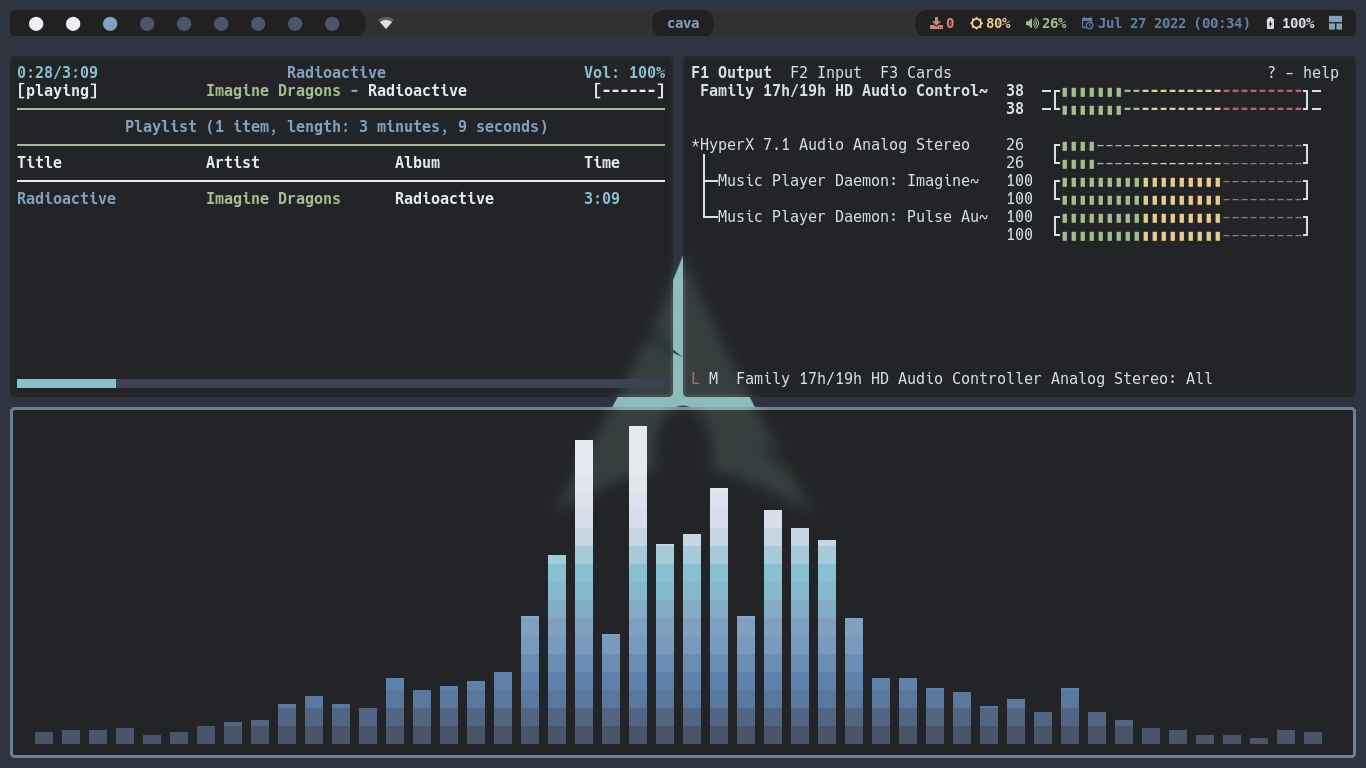 cava
0 80% 26% Jul 27 2022 (00:34) 100%
0:28/3:09 Radioactive Vol: 100%
[playing] Imagine Dragons - Radioactive [------]
Playlist (1 item, length: 3 minutes, 9 seconds)
Title Artist Album Time
Radioactive Imagine Dragons Radioactive 3:09
F1 Output F2 Input F3 Cards ? - help
Family 17h/19h HD Audio Control~ 38
38
*HyperX 7.1 Audio Analog Stereo 26
26
Music Player Daemon: Imagine~ 100
100
Music Player Daemon: Pulse Au~ 100
100
L M Family 17h/19h HD Audio Controller Analog Stereo: All